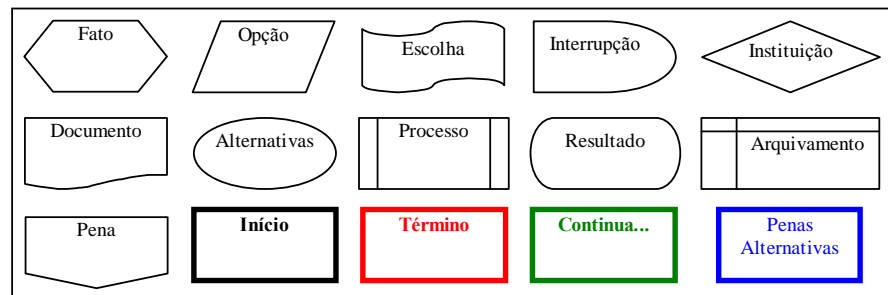 Fato
Opção
Escolha
Interrupção
Instituição
Documento
Alternativas
Processo
Resultado
Arquivamento
Pena
Início
Término
Continua...
Penas
Alternativas